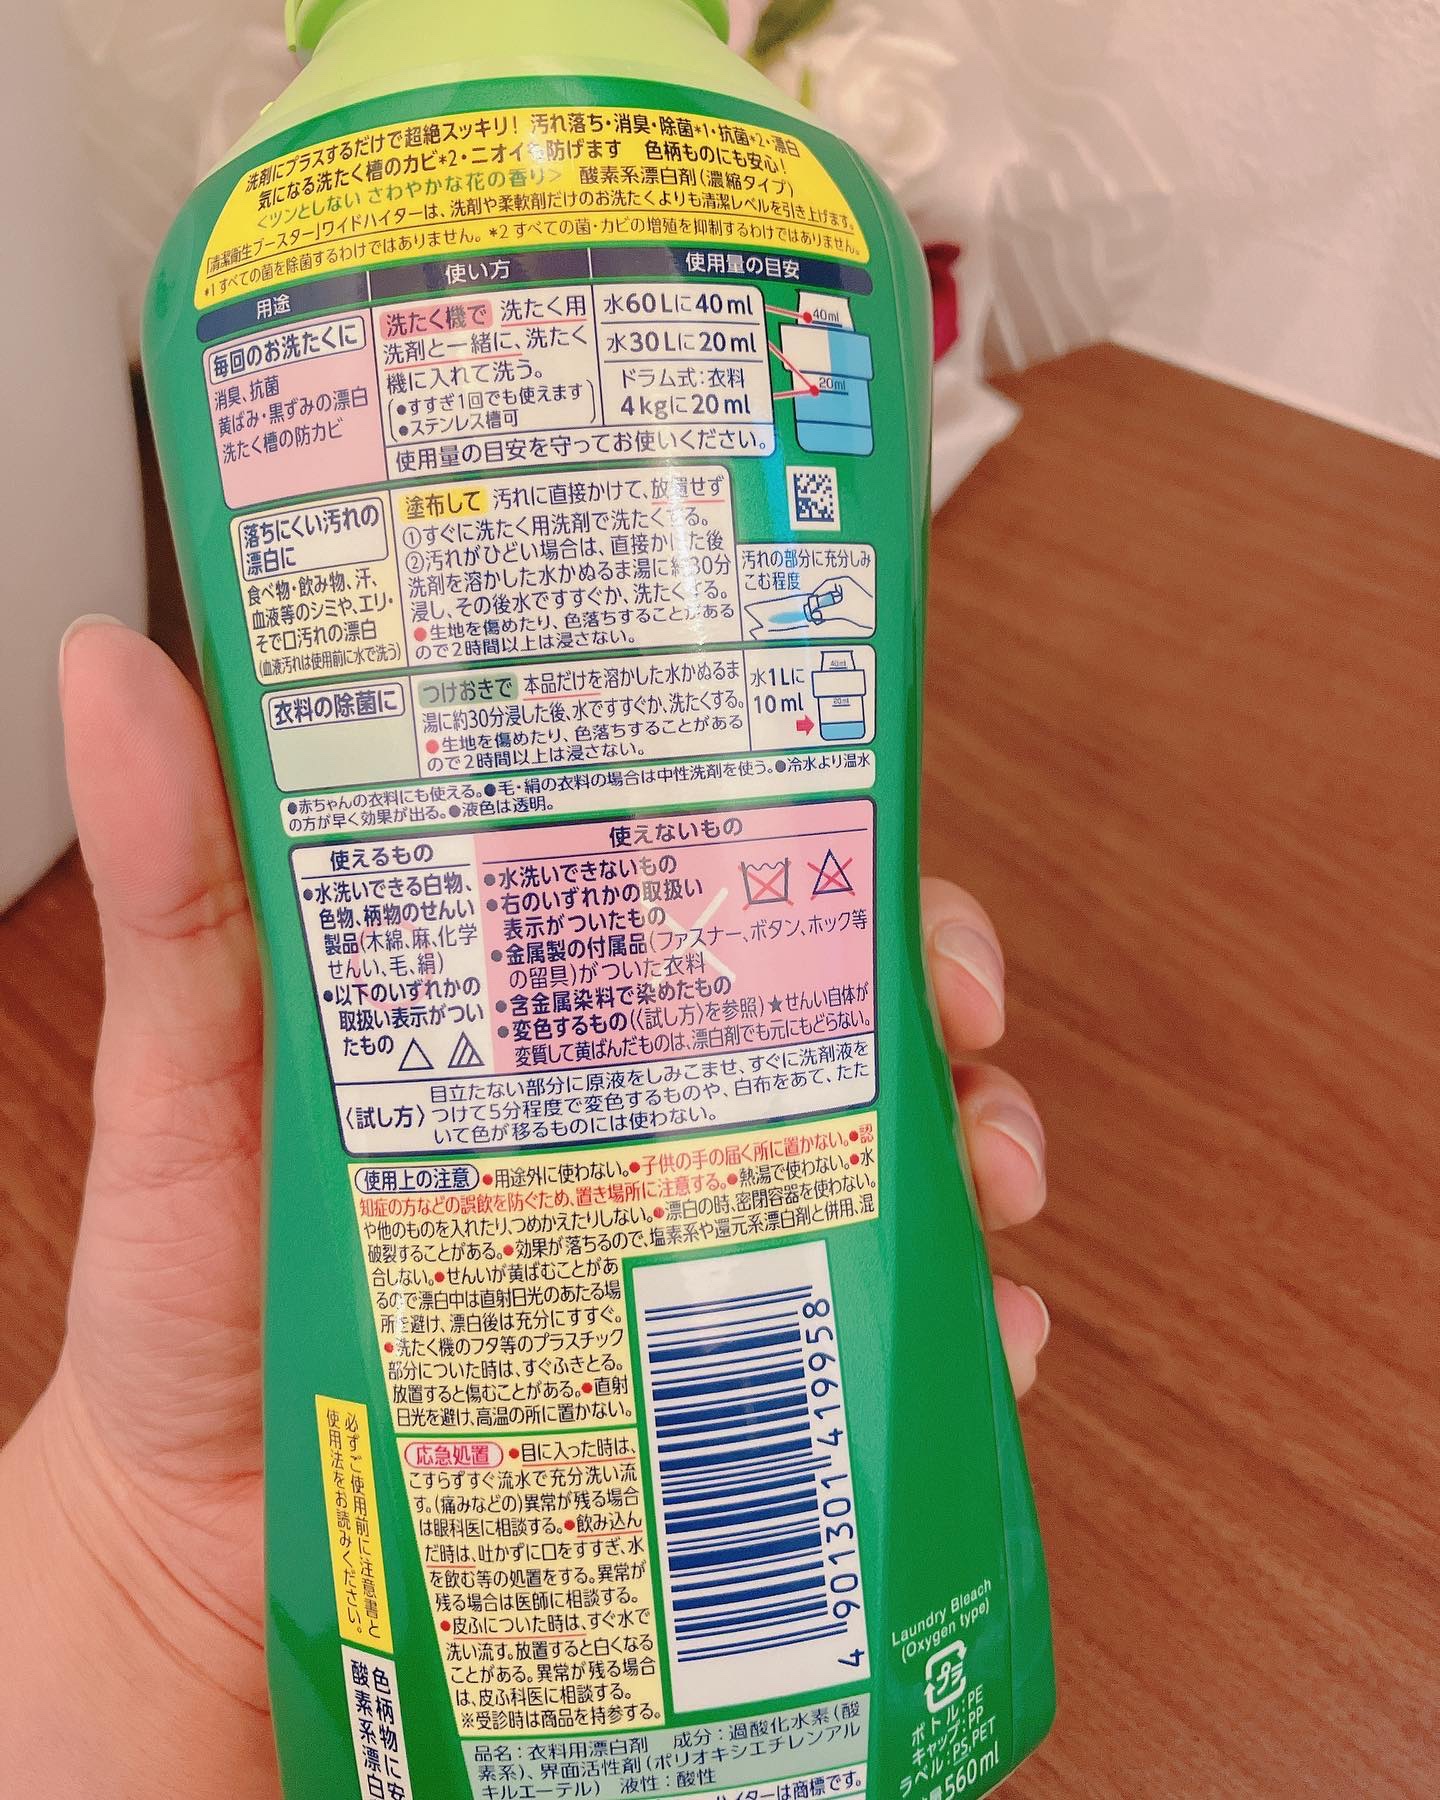 洗剤にプラスするだけで超絶スッキリ! 汚れ落ち・消臭・除菌*1・抗菌*2・漂白
気になる洗たく槽のカビ*2・ニオイも防げます 色柄ものにも安心!
<ツンとしない さわやかな花の香り> 酸素系漂白剤(濃縮タイプ)
「清潔衛生ブースター」ワイドハイターは、洗剤や柔軟剤だけのお洗たくよりも清潔レベルを引き上げます。
*1 すべての菌を除菌するわけではありません。*2 すべての菌・カビの増殖を抑制するわけではありません。
用途 使い方 使用量の目安
毎回のお洗たくに
消臭、抗菌
黄ばみ・黒ずみの漂白
洗たく槽の防カビ
洗たく機で 洗たく用
洗剤と一緒に、洗たく
機に入れて洗う。
●すすぎ1回でも使えます
●ステンレス槽可
水60Lに40ml
水30Lに20ml
ドラム式:衣料
4kgに20ml
40ml
20ml
使用量の目安を守ってお使いください。
落ちにくい汚れの
漂白に
食べ物・飲み物、汗、
血液等のシミや、エリ・
そで口汚れの漂白
(血液汚れは使用前に水で洗う)
塗布して 汚れに直接かけて、放置せず
①すぐに洗たく用洗剤で洗たくする。
②汚れがひどい場合は、直接かけた後
洗剤を溶かした水かぬるま湯に約30分
浸し、その後水ですすぐか、洗たくする。
●生地を傷めたり、色落ちすることがある
ので2時間以上は浸さない。
汚れの部分に充分しみ
こむ程度
衣料の除菌に
つけおきで 本品だけを溶かした水かぬるま
湯に約30分浸した後、水ですすぐか、洗たくする。
●生地を傷めたり、色落ちすることがある
ので2時間以上は浸さない。
水1Lに
10ml
40ml
20ml
●赤ちゃんの衣料にも使える。●毛・絹の衣料の場合は中性洗剤を使う。●冷水より温水
の方が早く効果が出る。●液色は透明。
使えるもの
●水洗いできる白物、
色物、柄物のせんい
製品(木綿、麻、化学
せんい、毛、絹)
●以下のいずれかの
取扱い表示がつい
たもの
使えないもの
●水洗いできないもの
●右のいずれかの取扱い
表示がついたもの
●金属製の付属品(ファスナー、ボタン、ホック等
の留具)がついた衣料
●含金属染料で染めたもの
●変色するもの(〈試し方〉を参照)★せんい自体が
変質して黄ばんだものは、漂白剤でも元にもどらない。
〈試し方〉
目立たない部分に原液をしみこませ、すぐに洗剤液を
つけて5分程度で変色するものや、白布をあて、たた
いて色が移るものには使わない。
使用上の注意 ●用途外に使わない。●子供の手の届く所に置かない。●認
知症の方などの誤飲を防ぐため、置き場所に注意する。●熱湯で使わない。●水
や他のものを入れたり、つめかえたりしない。●漂白の時、密閉容器を使わない。
破裂することがある。●効果が落ちるので、塩素系や還元系漂白剤と併用、混
合しない。●せんいが黄ばむことがあ
るので漂白中は直射日光のあたる場
所を避け、漂白後は充分にすすぐ。
●洗たく機のフタ等のプラスチック
部分についた時は、すぐふきとる。
放置すると傷むことがある。●直射
日光を避け、高温の所に置かない。
応急処置 ●目に入った時は、
こすらずすぐ流水で充分洗い流
す。(痛みなどの)異常が残る場合
は眼科医に相談する。●飲み込ん
だ時は、吐かずに口をすすぎ、水
を飲む等の処置をする。異常が
残る場合は医師に相談する。
●皮ふについた時は、すぐ水で
洗い流す。放置すると白くなる
ことがある。異常が残る場合
は、皮ふ科医に相談する。
※受診時は商品を持参する。
4 901301 419958
必ずご使用前に注意書と
使用法をお読みください。
色柄物に安
酸素系漂白
品名:衣料用漂白剤 成分:過酸化水素(酸
素系)、界面活性剤(ポリオキシエチレンアル
キルエーテル) 液性:酸性
ハイターは商標です。
Laundry Bleach
(Oxygen type)
プラ
ボトル:PE
キャップ:PP
ラベル:PS,PET
量560ml